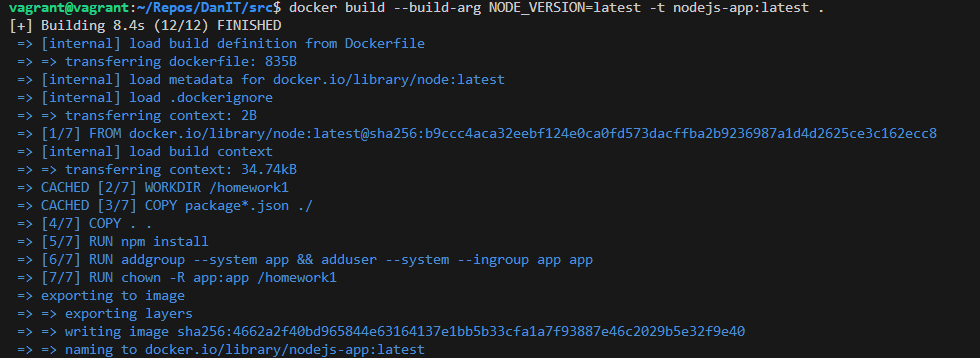 vagrant@vagrant:~/Repos/DanIT/src$ docker build --build-arg NODE_VERSION=latest -t nodejs-app:latest .
[+] Building 8.4s (12/12) FINISHED
=> [internal] load build definition from Dockerfile
=> => transferring dockerfile: 835B
=> [internal] load metadata for docker.io/library/node:latest
=> [internal] load .dockerignore
=> => transferring context: 2B
=> [1/7] FROM docker.io/library/node:latest@sha256:b9ccc4aca32eebf124e0ca0fd573dacffba2b9236987a1d4d2625ce3c162ecc8
=> [internal] load build context
=> => transferring context: 34.74kB
=> CACHED [2/7] WORKDIR /homework1
=> CACHED [3/7] COPY package*.json ./
=> [4/7] COPY . .
=> [5/7] RUN npm install
=> [6/7] RUN addgroup --system app && adduser --system --ingroup app app
=> [7/7] RUN chown -R app:app /homework1
=> exporting to image
=> => exporting layers
=> => writing image sha256:4662a2f40bd965844e63164137e1bb5b33cfa1a7f93887e46c2029b5e32f9e40
=> => naming to docker.io/library/nodejs-app:latest